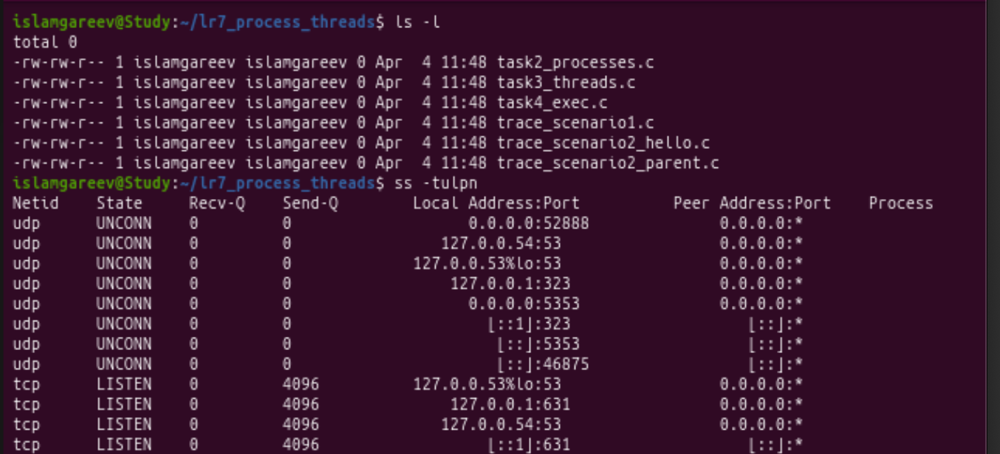 islamgareev@Study:~/lr7_process_threads$ ls -l
total 0
-rw-rw-r-- 1 islamgareev islamgareev 0 Apr  4 11:48 task2_processes.c
-rw-rw-r-- 1 islamgareev islamgareev 0 Apr  4 11:48 task3_threads.c
-rw-rw-r-- 1 islamgareev islamgareev 0 Apr  4 11:48 task4_exec.c
-rw-rw-r-- 1 islamgareev islamgareev 0 Apr  4 11:48 trace_scenario1.c
-rw-rw-r-- 1 islamgareev islamgareev 0 Apr  4 11:48 trace_scenario2_hello.c
-rw-rw-r-- 1 islamgareev islamgareev 0 Apr  4 11:48 trace_scenario2_parent.c
islamgareev@Study:~/lr7_process_threads$ ss -tulpn
Netid State Recv-Q Send-Q Local Address:Port Peer Address:Port Process
udp UNCONN 0 0 0.0.0.0:52888 0.0.0.0:*
udp UNCONN 0 0 127.0.0.54:53 0.0.0.0:*
udp UNCONN 0 0 127.0.0.53%lo:53 0.0.0.0:*
udp UNCONN 0 0 127.0.0.1:323 0.0.0.0:*
udp UNCONN 0 0 0.0.0.0:5353 0.0.0.0:*
udp UNCONN 0 0 [::1]:323 [::]:*
udp UNCONN 0 0 [::]:5353 [::]:*
udp UNCONN 0 0 [::]:46875 [::]:*
tcp LISTEN 0 4096 127.0.0.53%lo:53 0.0.0.0:*
tcp LISTEN 0 4096 127.0.0.1:631 0.0.0.0:*
tcp LISTEN 0 4096 127.0.0.54:53 0.0.0.0:*
tcp LISTEN 0 4096 [::1]:631 [::]:*